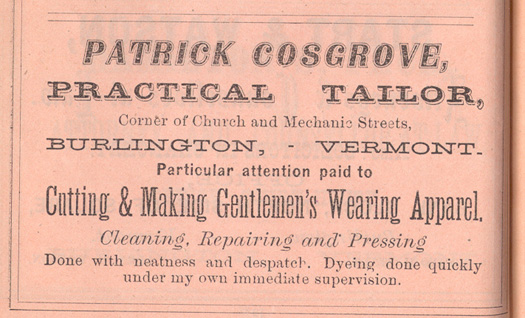 PATRICK COSGROVE,
PRACTICAL TAILOR,
Corner of Church and Mechanic Streets,
BURLINGTON, - VERMONT.
Particular attention paid to
Cutting & Making Gentlemen's Wearing Apparel.
Cleaning, Repairing and Pressing
Done with neatness and despatch. Dyeing done quickly
under my own immediate supervision.